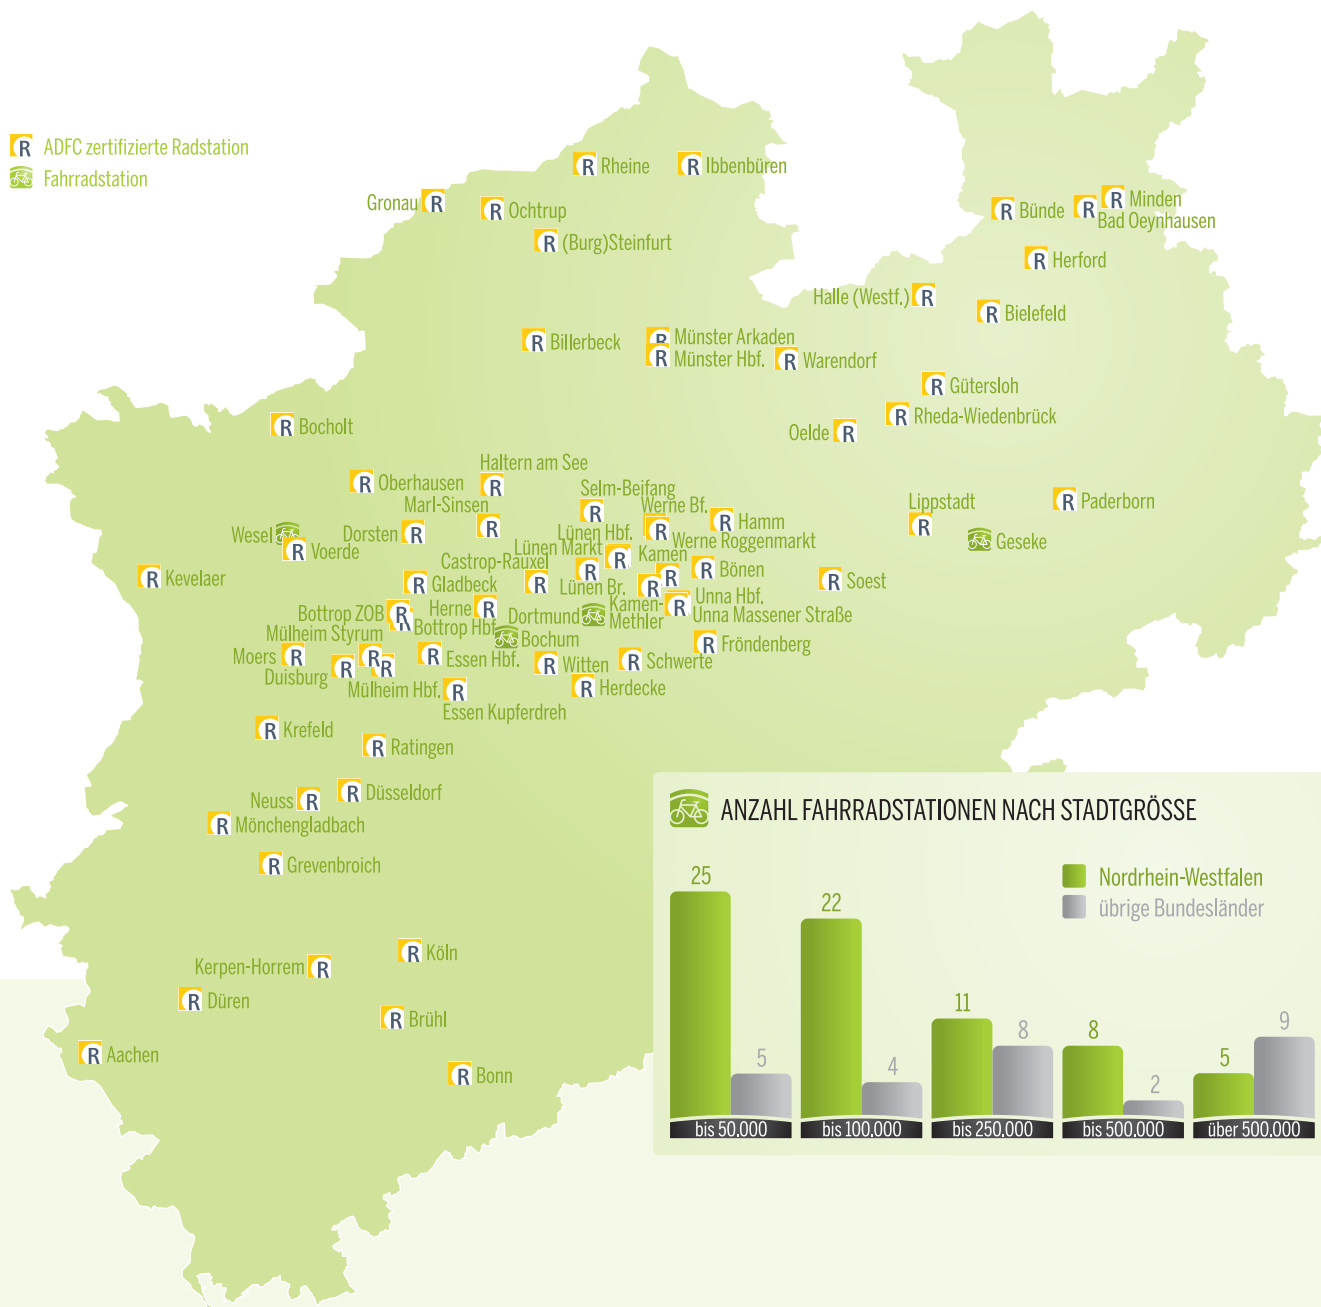 R ADFC zertifizierte Radstation
Fahrradstation
R Rheine
R Ibbenbüren
Gronau R
R Ochtrup
R (Burg)Steinfurt
R Bünde
R Minden
R Bad Oeynhausen
R Herford
Halle (Westf.) R
R Bielefeld
R Billerbeck
R Münster Arkaden
R Münster Hbf.
R Warendorf
R Gütersloh
R Rheda-Wiedenbrück
Oelde R
R Bocholt
R Oberhausen
Haltern am See
R
Marl-Sinsen
R
Selm-Beifang
R
Werne Bf.
R Hamm
Lippstad
R
R Paderborn
Wesel
R Voerde
Dorsten R
Lünen Hbf.
R Werne Roggenmarkt
Lünen Markt R
Geseke
R Kevelaer
R Gladbeck
Castrop-Rauxel
R
Lünen Br. R
Kamen
R
R Bönen
R Soest
Bottrop ZOB R
R Bottrop Hbf.
Herne R
Dortmund
Kamen-
Methler
R
Unna Hbf.
R Unna Massener Straße
Bochum
Mülheim Styrum
R
Moers R
Duisburg R
R
Mülheim Hbf.
R Essen Hbf.
R
Essen Kupferdreh
R Witten
R Schwerte
R Fröndenberg
R Herdecke
R Krefeld
R Ratingen
Neuss R
R Düsseldorf
R Mönchengladbach
R Grevenbroich
R Köln
Kerpen-Horrem R
R Düren
R Brühl
R Aachen
R Bonn
ANZAHL FAHRRADSTATIONEN NACH STADTGRÖSSE
Nordrhein-Westfalen
übrige Bundesländer
25
5
22
4
11
8
8
2
5
9
bis 50.000
bis 100.000
bis 250.000
bis 500.000
über 500.000